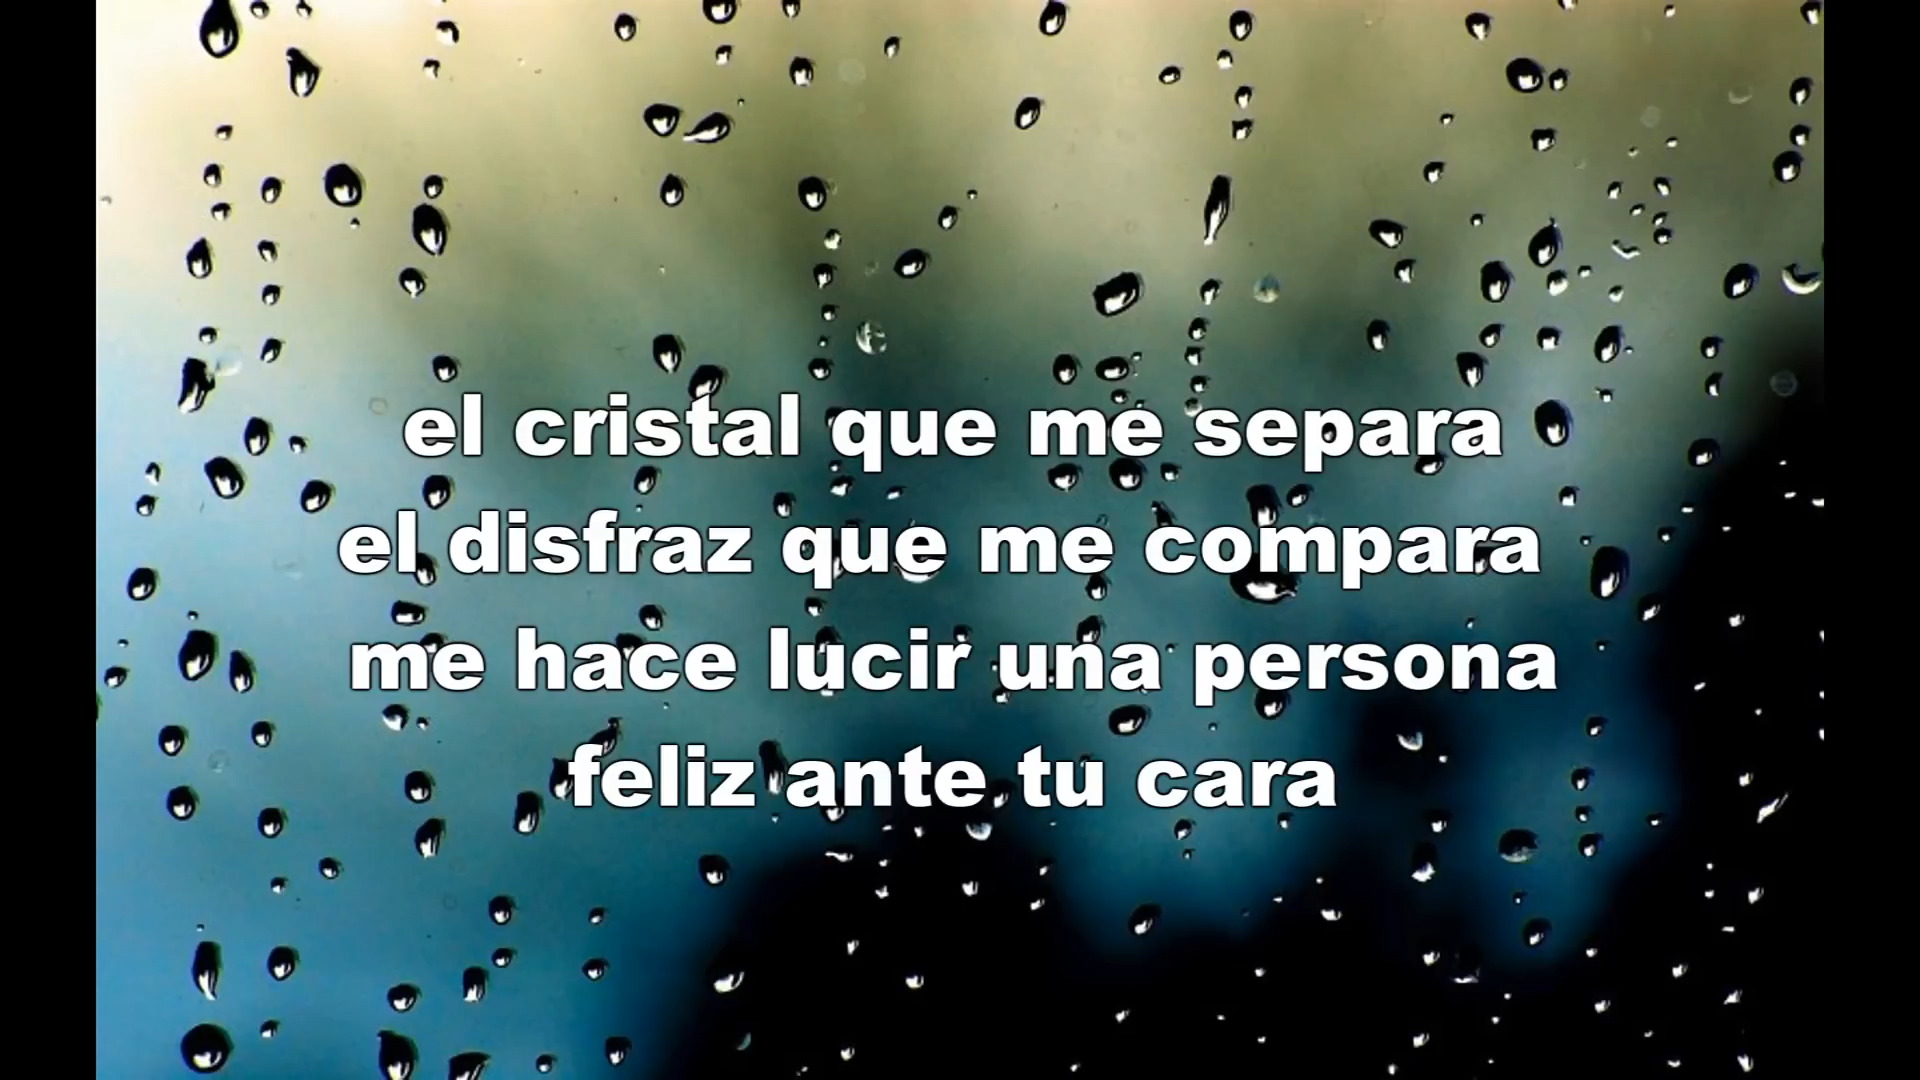 el cristal que me separa
el disfraz que me compara
me hace lucir una persona
feliz ante tu cara